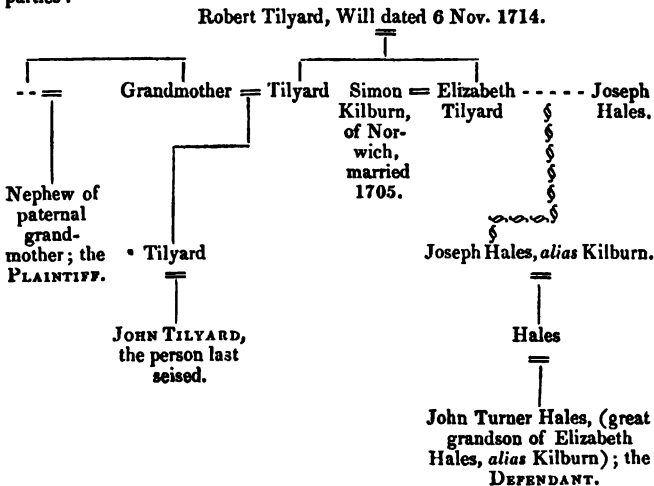 parties:
Robert Tilyard, Will dated 6 Nov. 1714.
Grandmother = Tilyard Simon = Elizabeth - - - - - Joseph
Kilburn, Tilyard Hales.
of Nor-
wich,
married
1705.
Nephew of
paternal
grand-
mother; the
PLAINTIFF.
Tilyard
Joseph Hales, alias Kilburn.
JOHN TILYARD,
the person last
seised.
Hales
John Turner Hales, (great
grandson of Elizabeth
Hales, alias Kilburn); the
DEFENDANT.